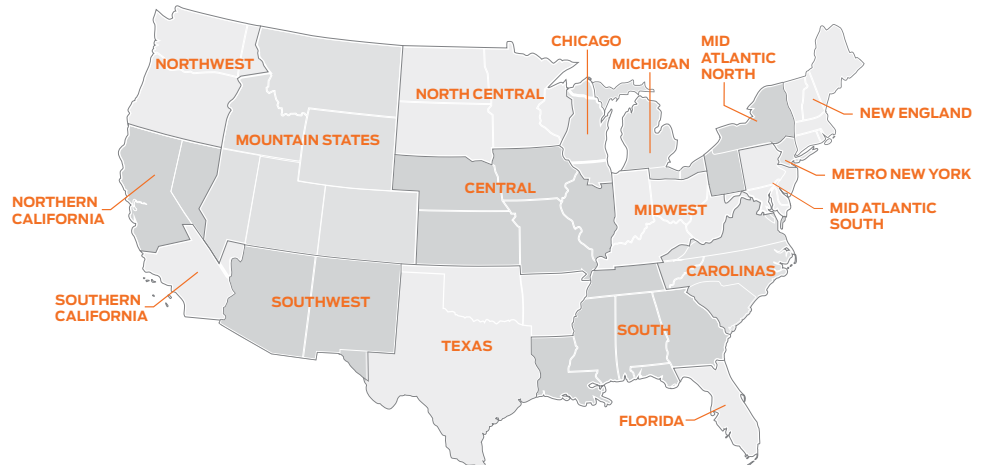 CHICAGO
MID
ATLANTIC
NORTH
MICHIGAN
NORTHWEST
NORTH CENTRAL
NEW ENGLAND
MOUNTAIN STATES
METRO NEW YORK
CENTRAL
NORTHERN
CALIFORNIA
MIDWEST
MID ATLANTIC
SOUTH
CAROLINAS
SOUTHERN
CALIFORNIA
SOUTHWEST
SOUTH
TEXAS
FLORIDA